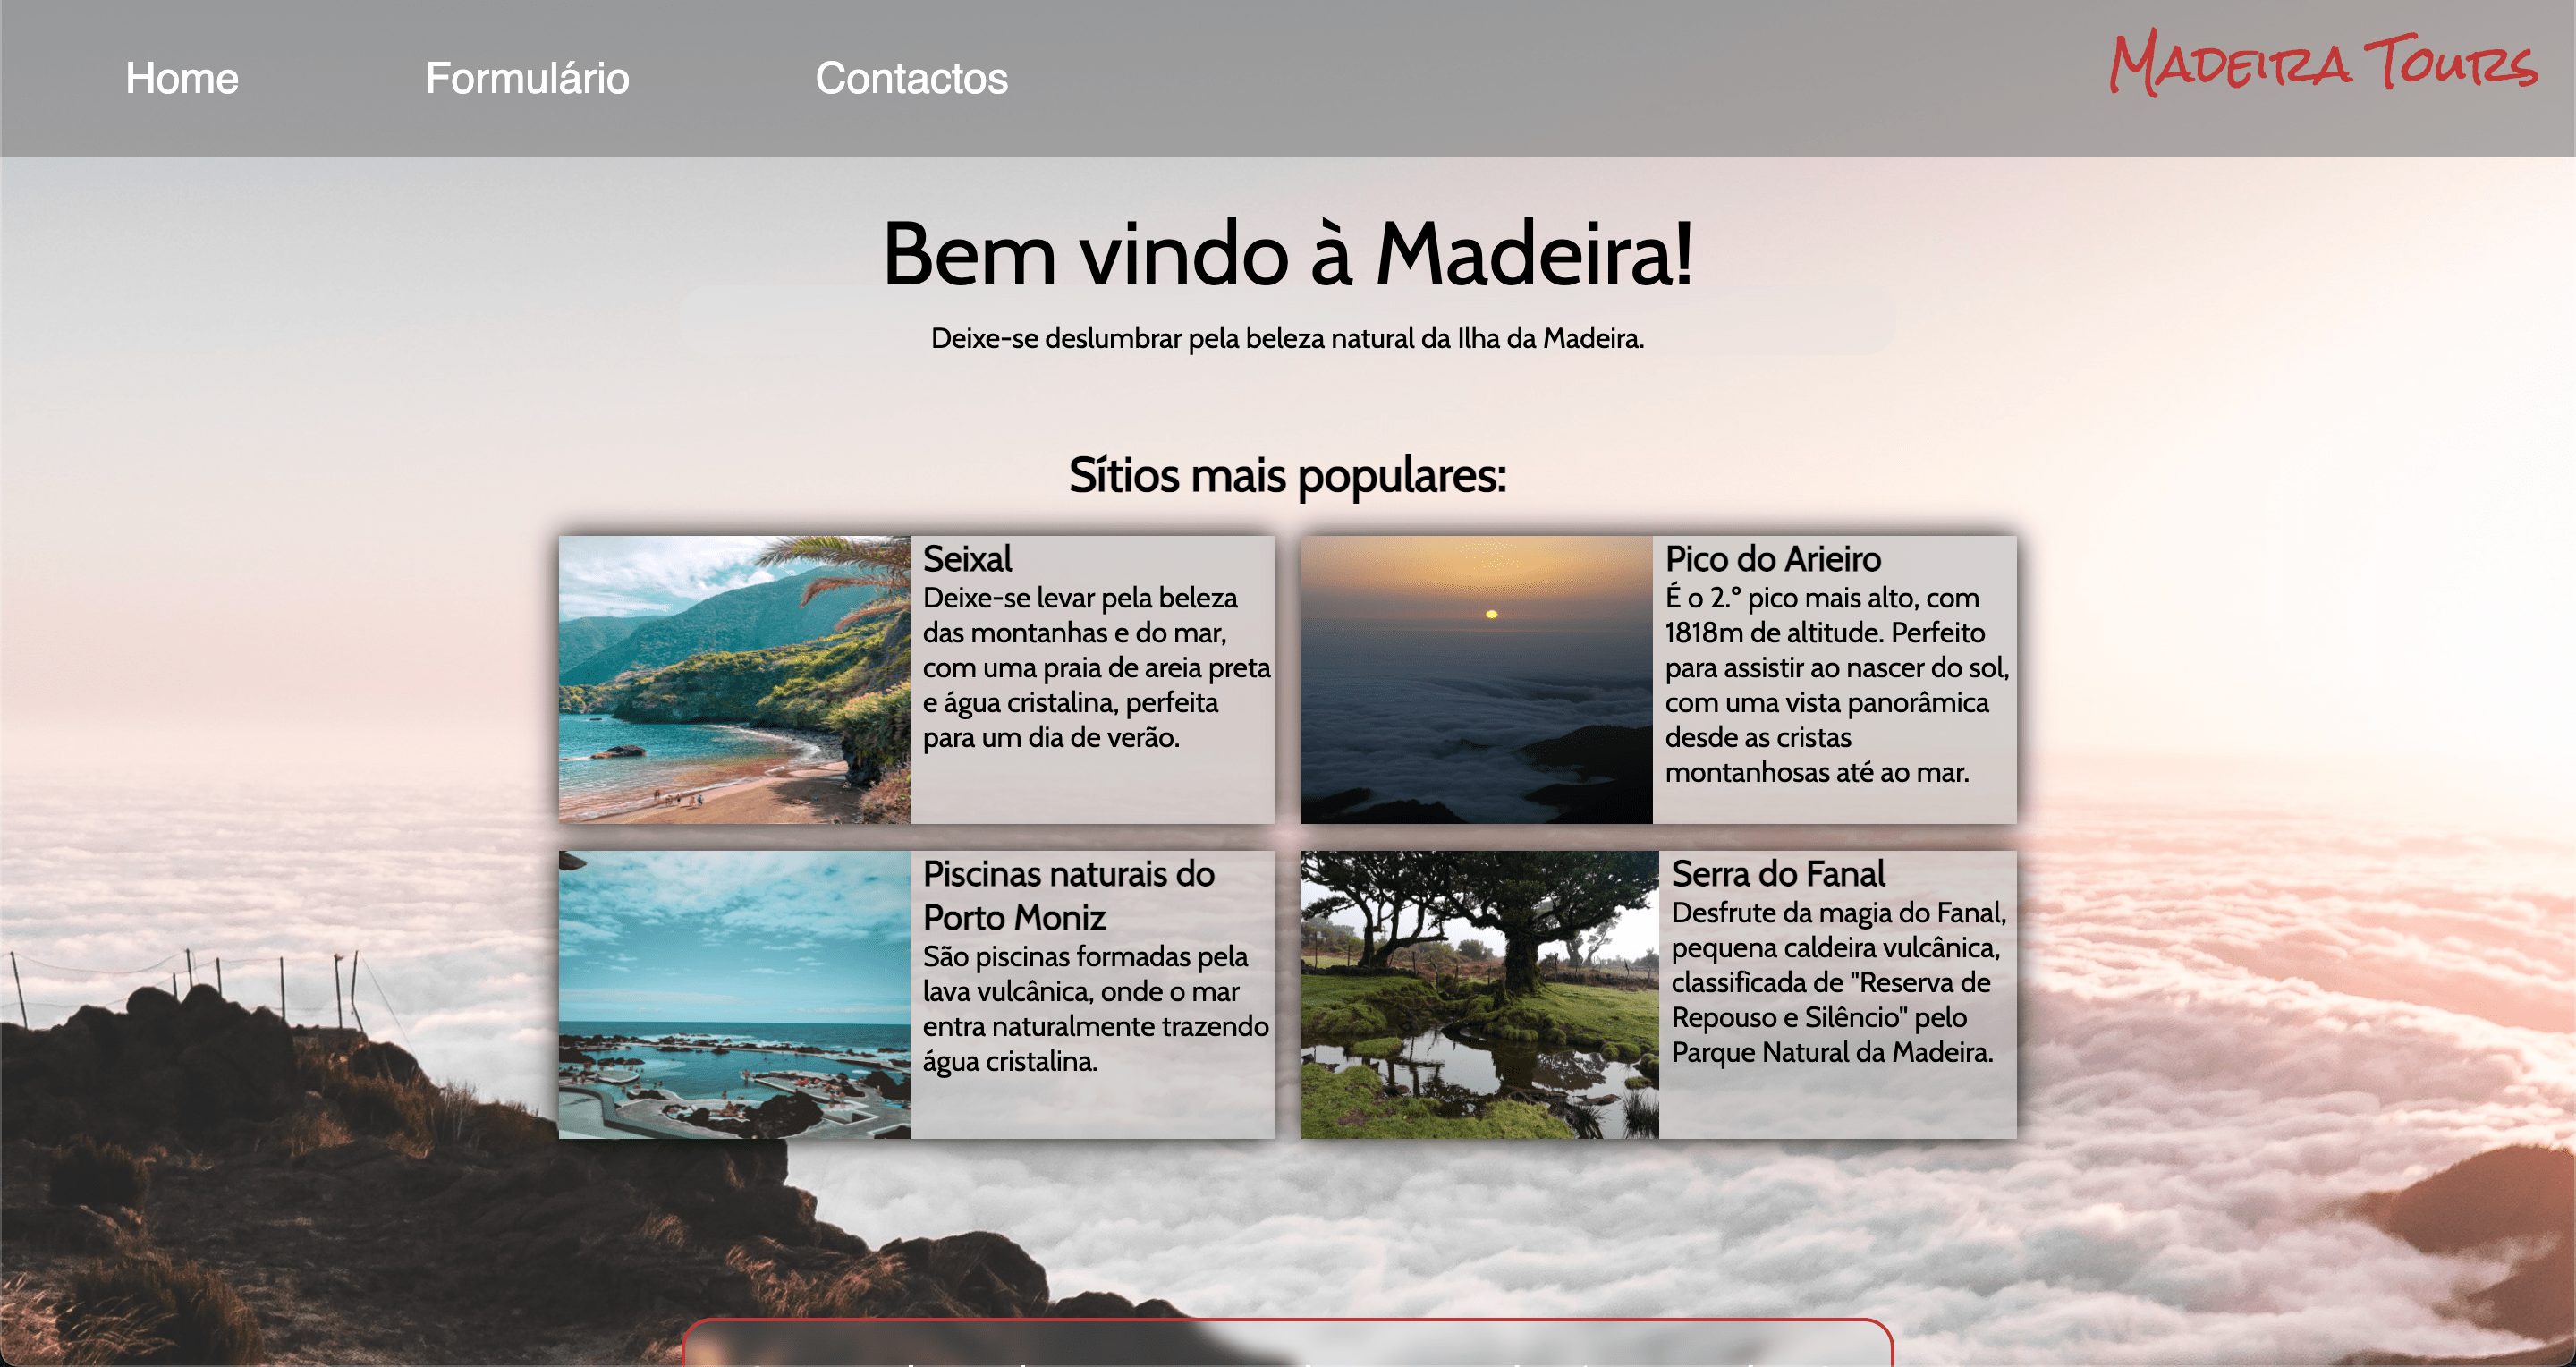 Home
Formulário
Contactos
Madeira Tours
Bem vindo à Madeira!
Deixe-se deslumbrar pela beleza natural da Ilha da Madeira.
Sítios mais populares:
Seixal
Deixe-se levar pela beleza
das montanhas e do mar,
com uma praia de areia preta
e água cristalina, perfeita
para um dia de verão.
Pico do Arieiro
É o 2.º pico mais alto, com
1818m de altitude. Perfeito
para assistir ao nascer do sol,
com uma vista panorâmica
desde as cristas
montanhosas até ao mar.
Piscinas naturais do
Porto Moniz
São piscinas formadas pela
lava vulcânica, onde o mar
entra naturalmente trazendo
água cristalina.
Serra do Fanal
Desfrute da magia do Fanal,
pequena caldeira vulcânica,
classificada de "Reserva de
Repouso e Silêncio" pelo
Parque Natural da Madeira.